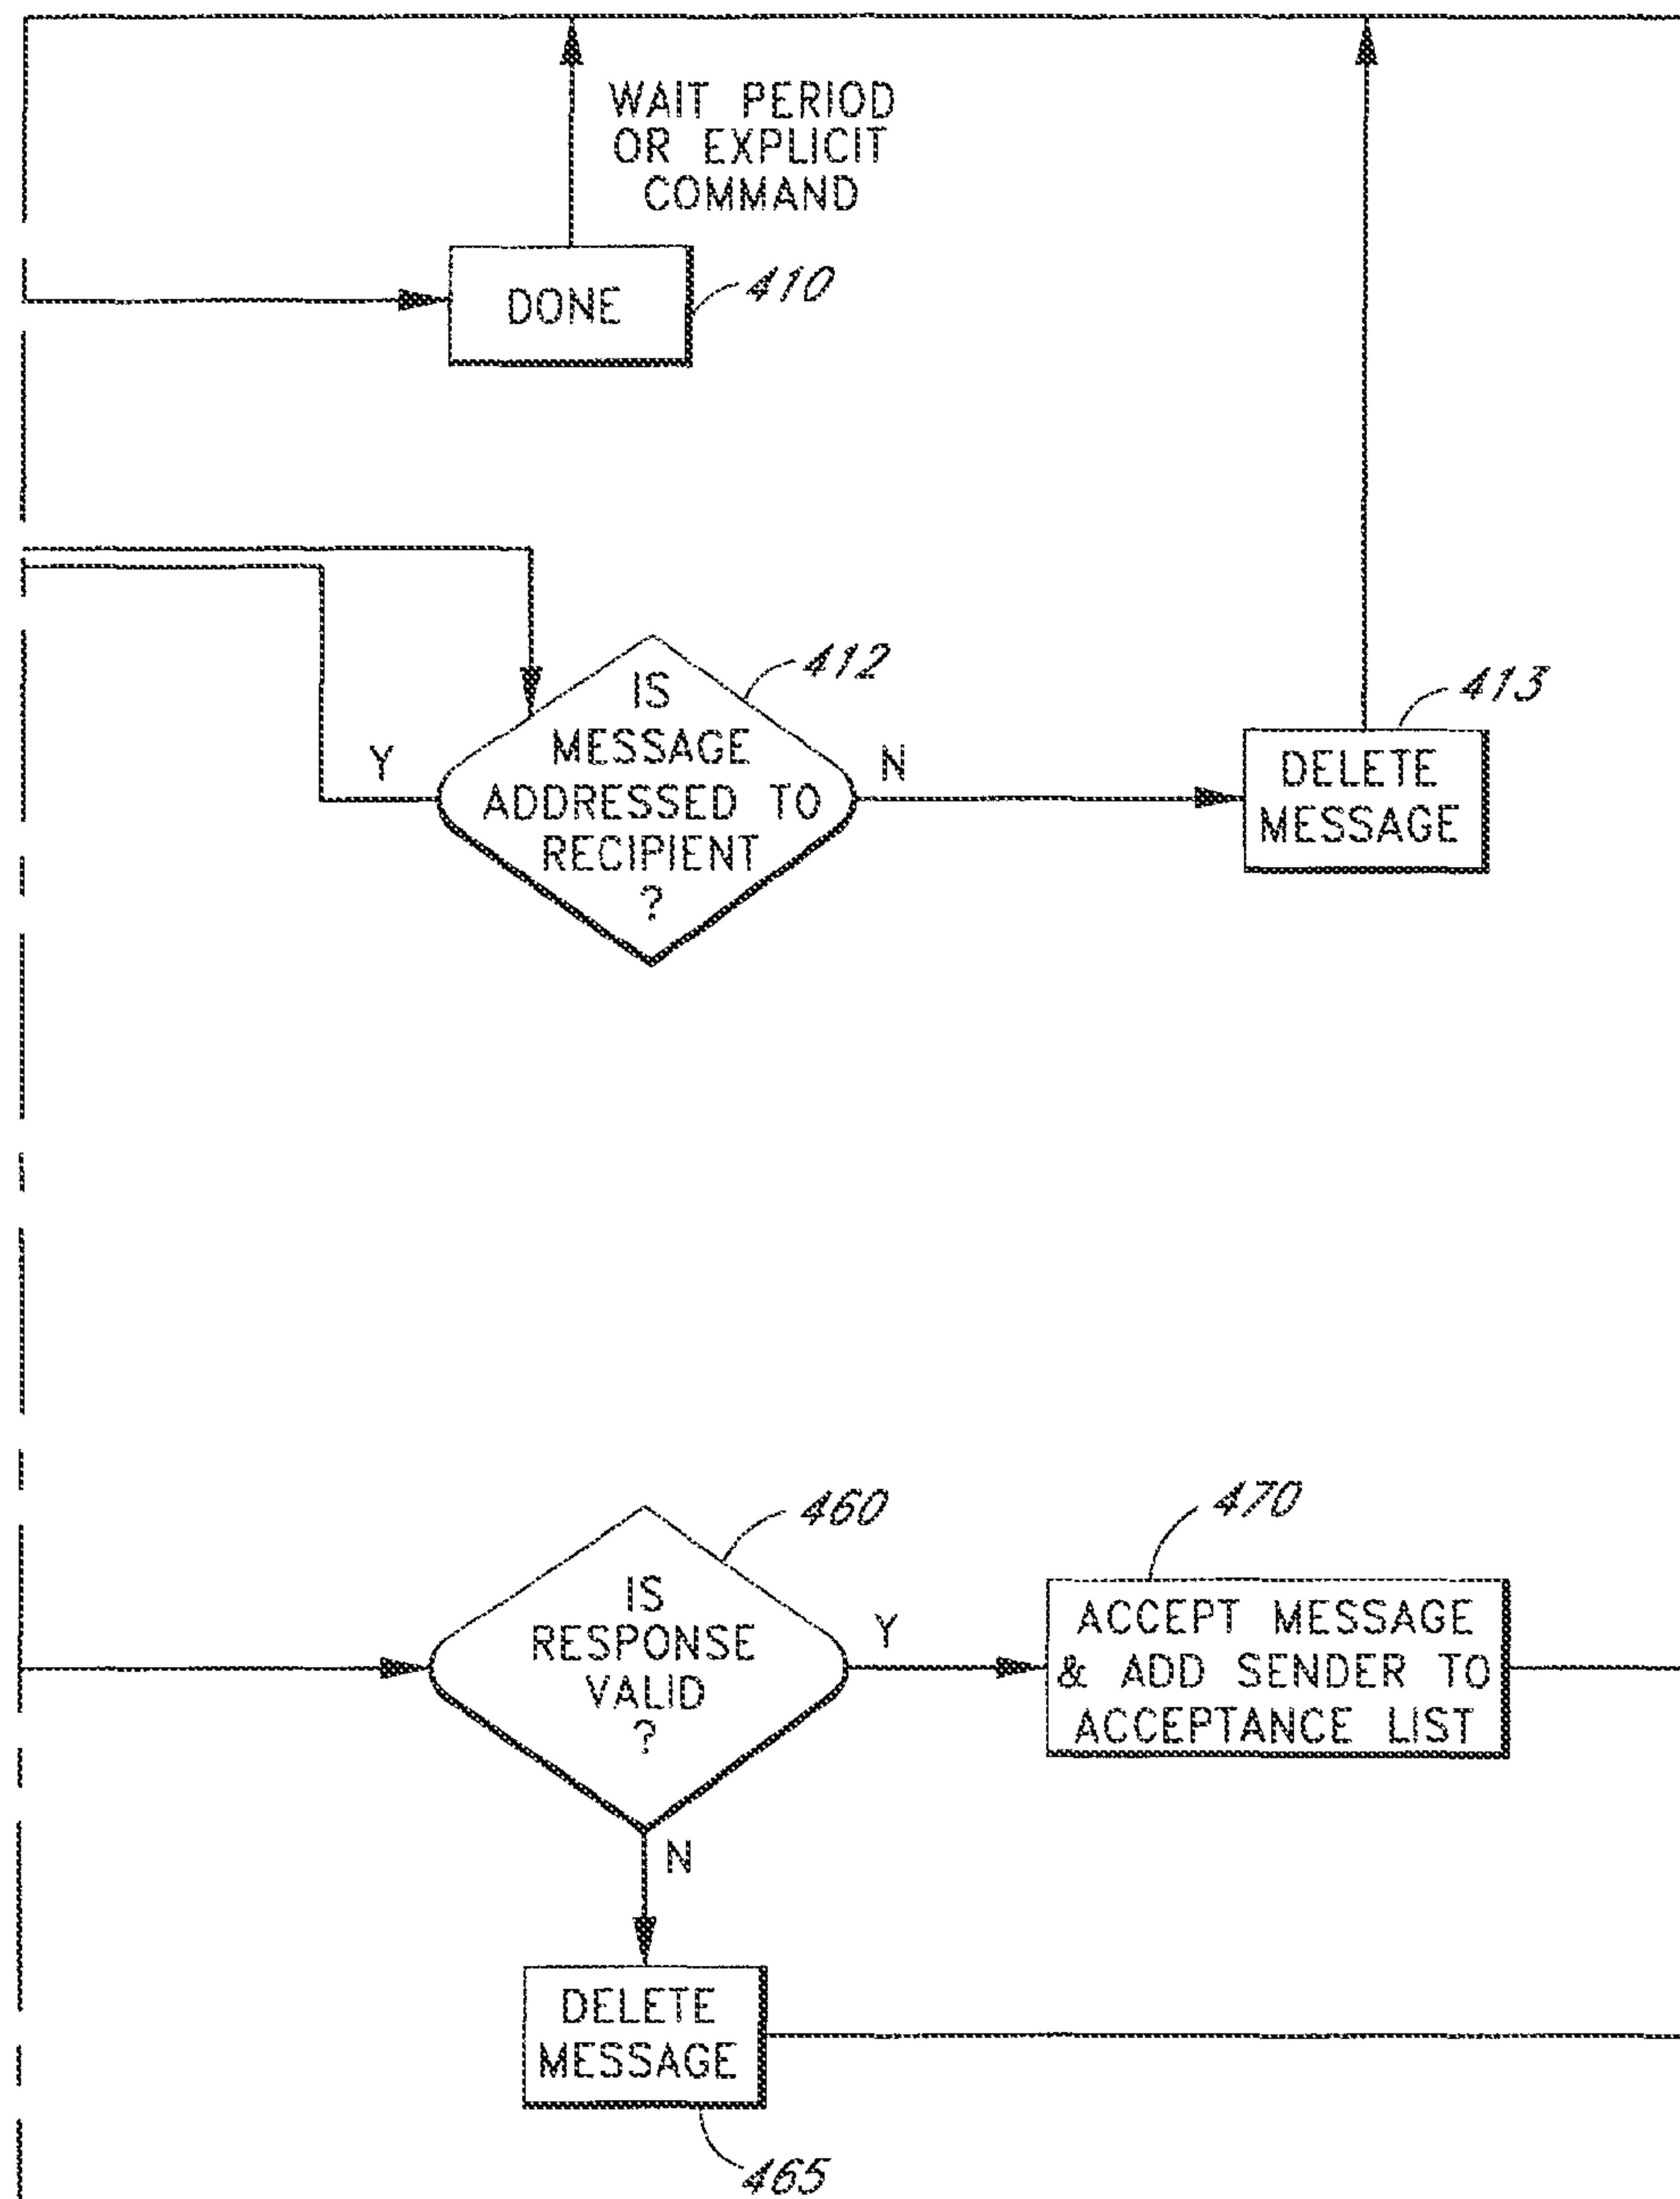 WAIT PERIOD
OR EXPLICIT
COMMAND
DONE
410
412
IS
MESSAGE
ADDRESSED TO
RECIPIENT
?
Y
N
413
DELETE
MESSAGE
460
IS
RESPONSE
VALID
?
Y
N
470
ACCEPT MESSAGE
& ADD SENDER TO
ACCEPTANCE LIST
DELETE
MESSAGE
465